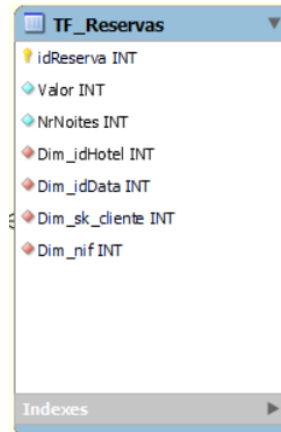 TF_Reservas
idReserva INT
Valor INT
NrNoites INT
Dim_idHotel INT
Dim_idData INT
Dim_sk_cliente INT
Dim_nif INT
Indexes